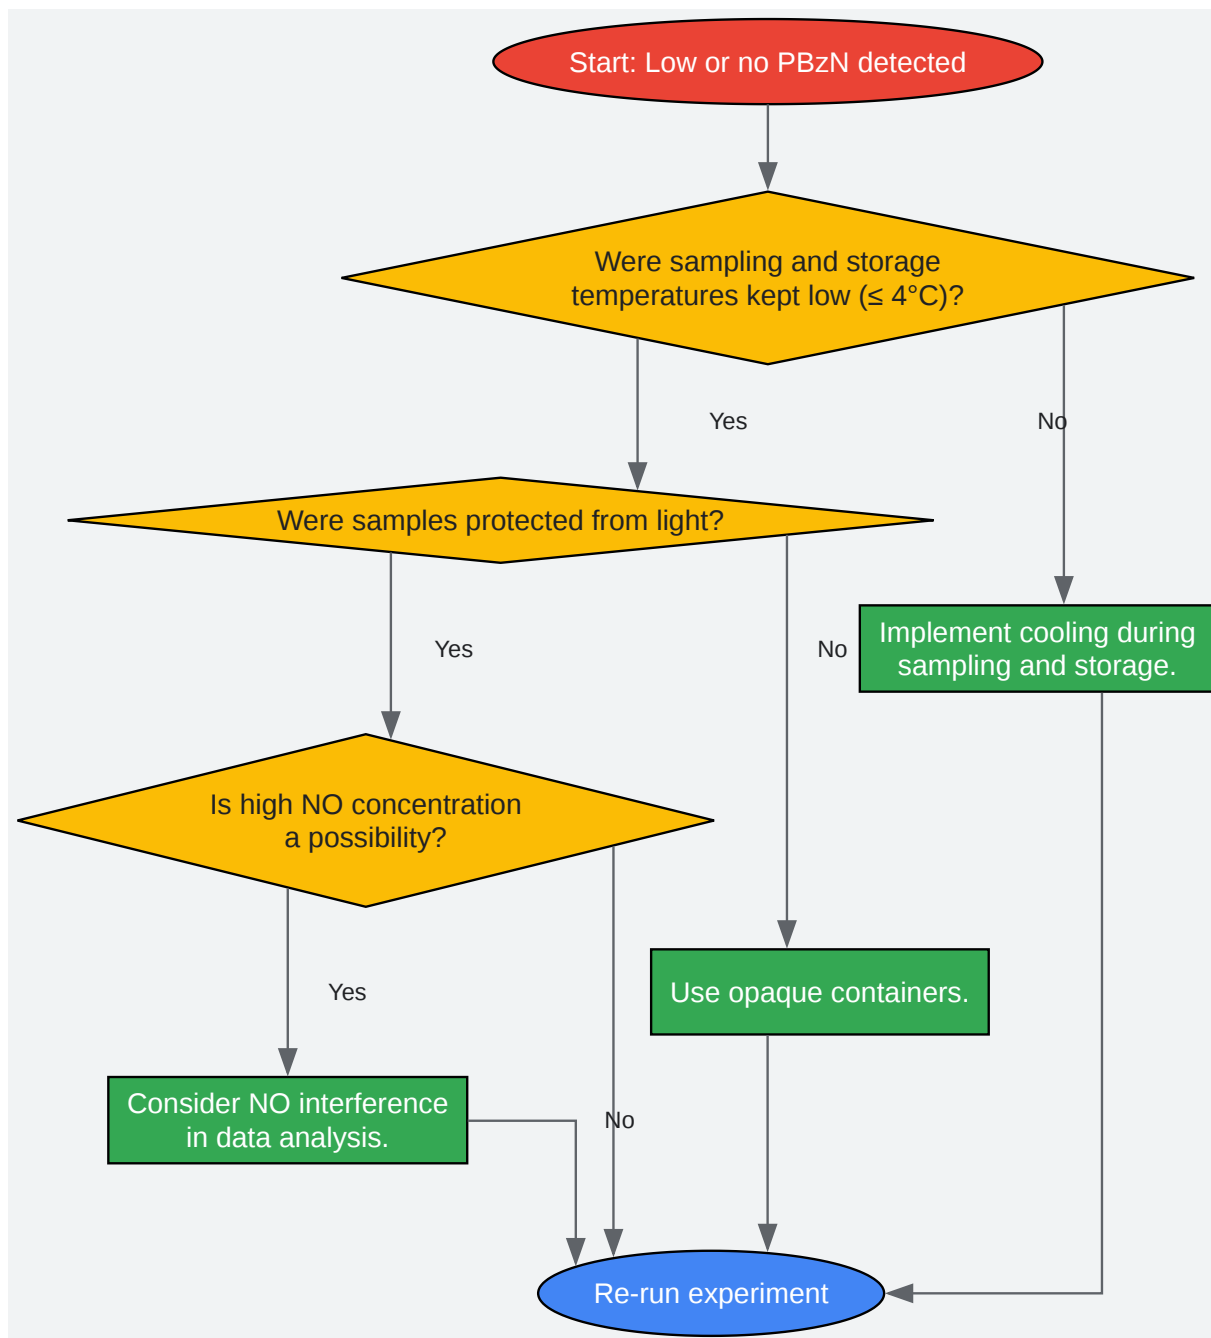 Start: Low or no PBzN detected
Were sampling and storage
temperatures kept low (≤ 4°C)?
Yes
No
Were samples protected from light?
Yes
No
Implement cooling during
sampling and storage.
Is high NO concentration
a possibility?
Yes
Use opaque containers.
Consider NO interference
in data analysis.
No
Re-run experiment